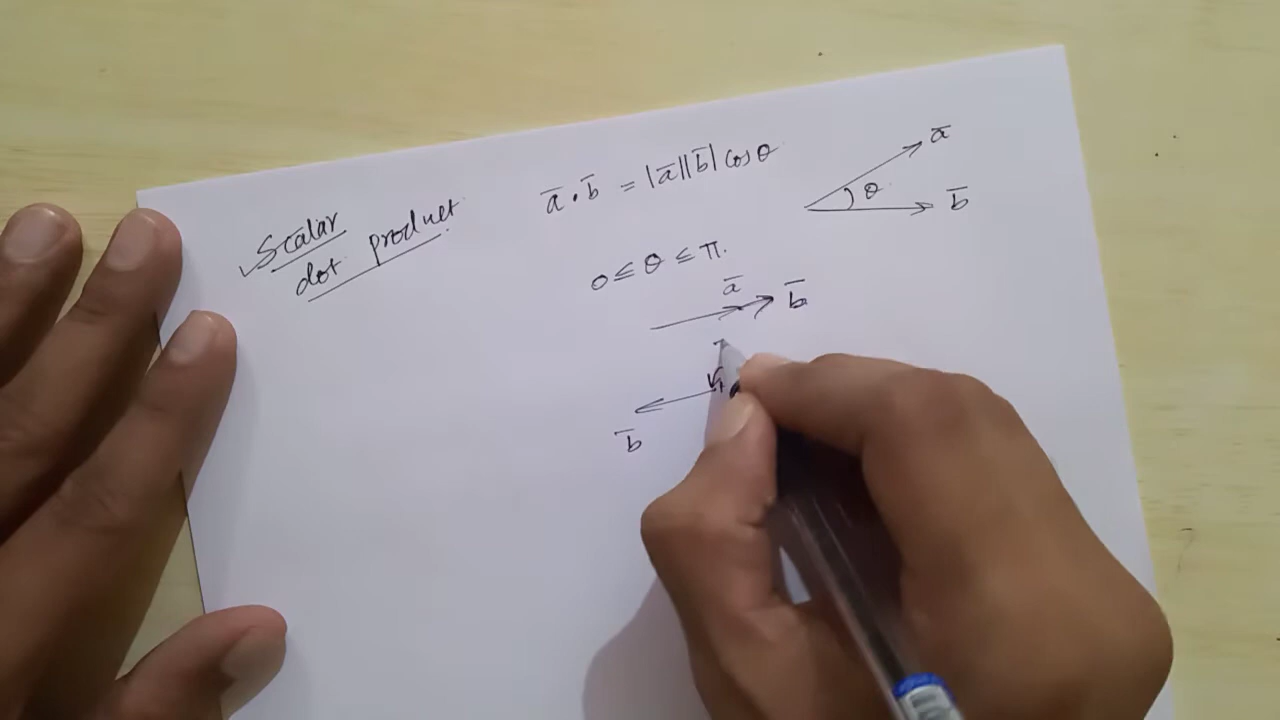 Scalar
dot product
a̅ . b̅ = |a̅||b̅| cos θ
a̅
θ
b̅
0 ≤ θ ≤ π.
a̅
b̅
b̅